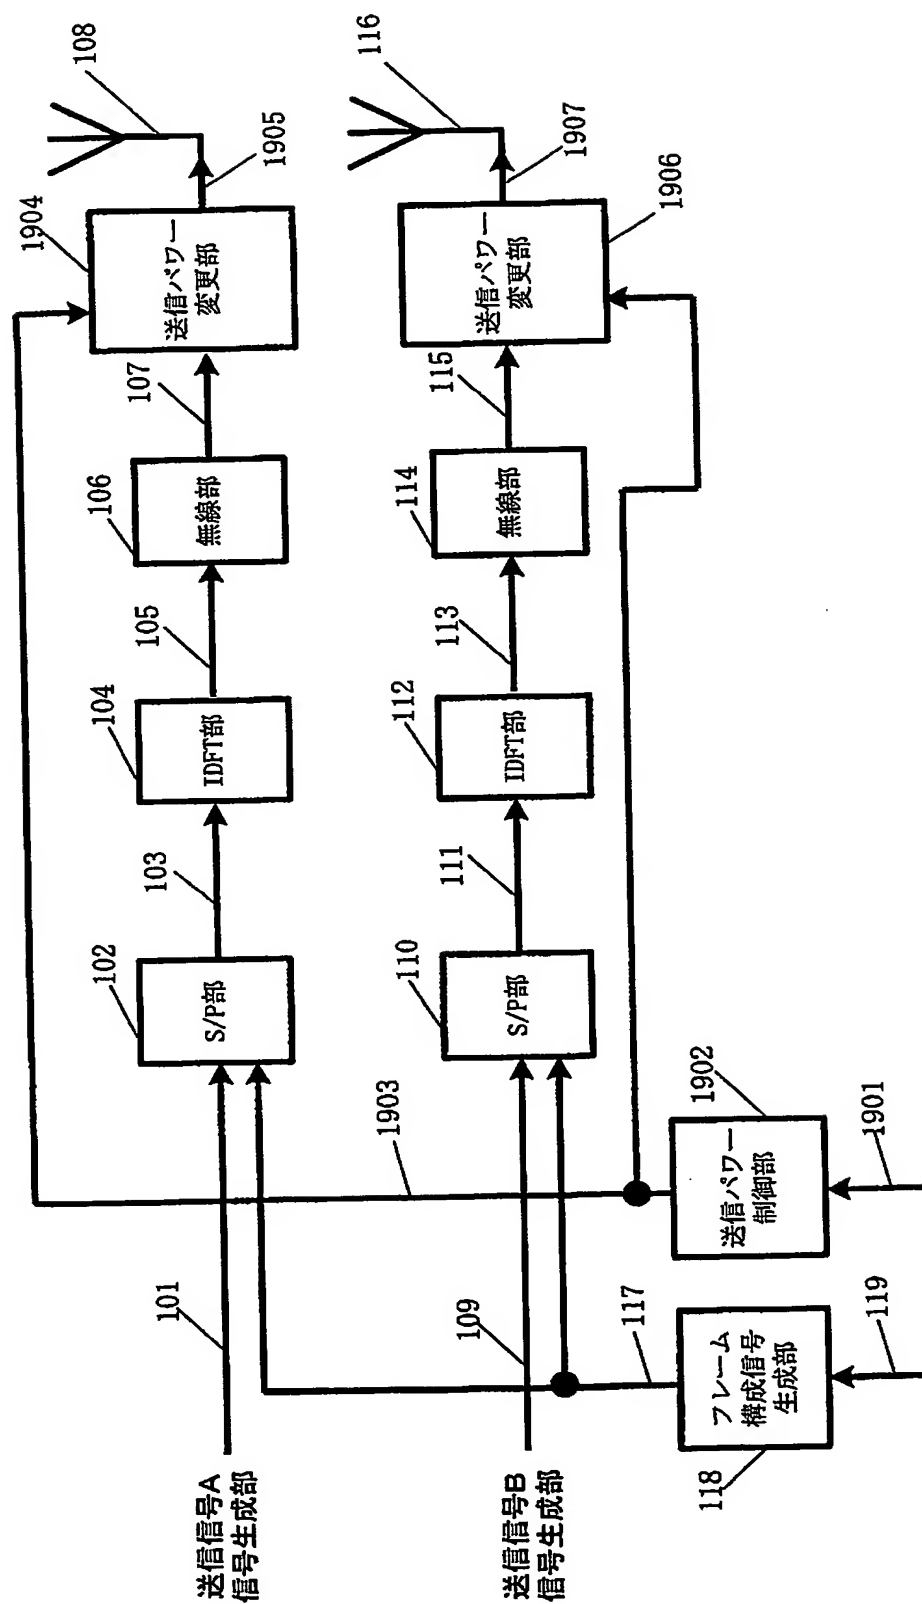 送信信号A
信号生成部
101
S/P部
102
103
IDFT部
104
105
無線部
106
107
送信パワー
変更部
1904
1905
108
送信信号B
信号生成部
109
S/P部
110
111
IDFT部
112
113
無線部
114
115
送信パワー
変更部
1906
1907
116
フレーム
構成信号
生成部
118
117
119
送信パワー
制御部
1902
1903
1901